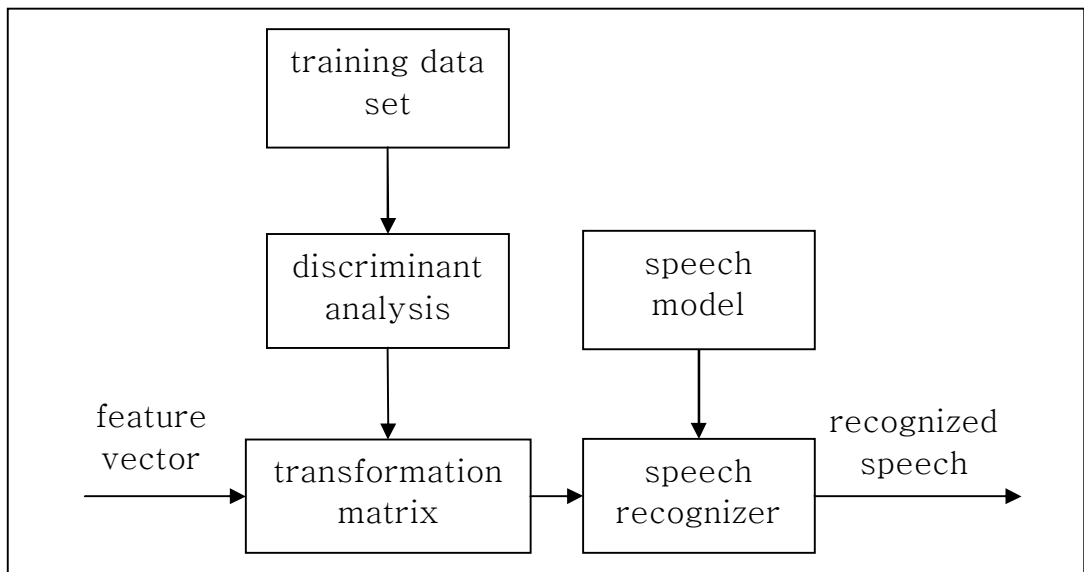 training data
set
discriminant
analysis
speech
model
feature
vector
transformation
matrix
speech
recognizer
recognized
speech